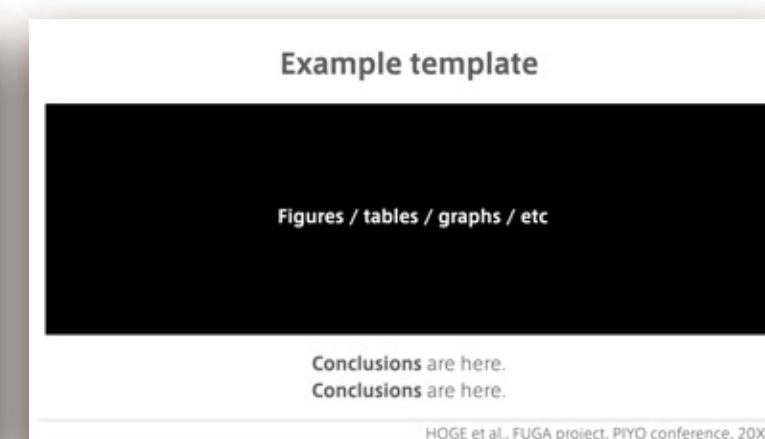 Example template
Figures / tables / graphs / etc
Conclusions are here.
Conclusions are here.
HOGE et al., FUGA project, PIYO conference, 20X